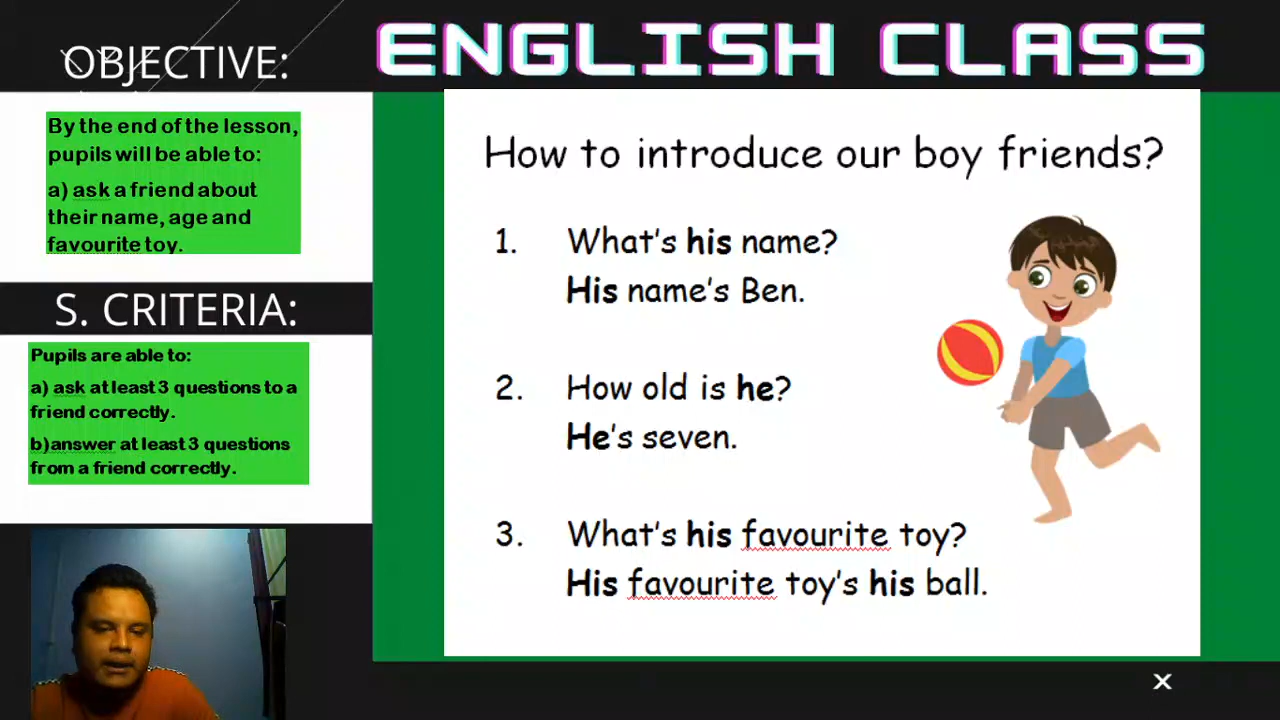 OBJECTIVE:
ENGLISH CLASS
By the end of the lesson,
pupils will be able to:
a) ask a friend about
their name, age and
favourite toy.
S. CRITERIA:
Pupils are able to:
a) ask at least 3 questions to a
friend correctly.
b)answer at least 3 questions
from a friend correctly.
How to introduce our boy friends?
1. What's his name?
His name's Ben.
2. How old is he?
He's seven.
3. What's his favourite toy?
His favourite toy's his ball.